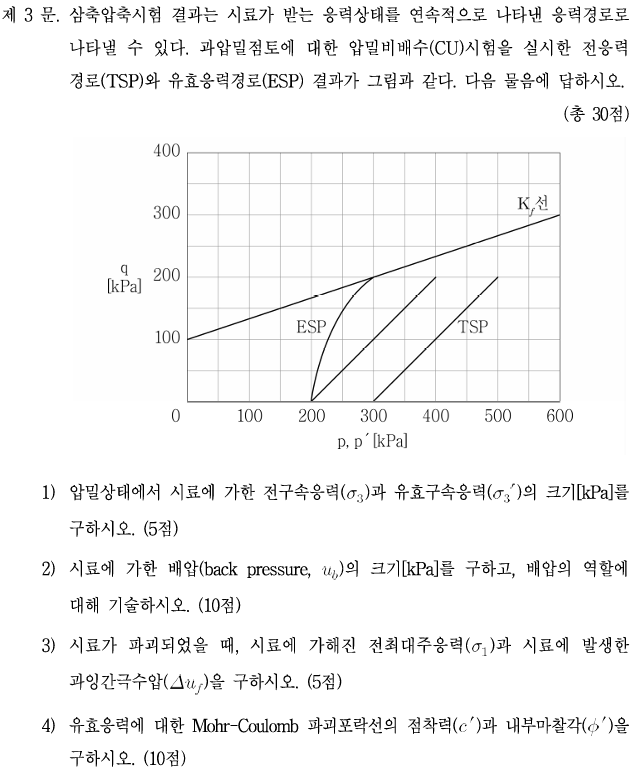 제 3 문. 삼축압축시험 결과는 시료가 받는 응력상태를 연속적으로 나타낸 응력경로로
나타낼 수 있다. 과압밀점토에 대한 압밀비배수(CU)시험을 실시한 전응력
경로(TSP)와 유효응력경로(ESP) 결과가 그림과 같다. 다음 물음에 답하시오.
(총 30점)
400
300
200
100
0
q
[kPa]
K_f선
ESP
TSP
100 200 300 400 500 600
p, p´[kPa]
1) 압밀상태에서 시료에 가한 전구속응력(σ₃)과 유효구속응력(σ₃′)의 크기[kPa]를
구하시오. (5점)
2) 시료에 가한 배압(back pressure, u_b)의 크기[kPa]를 구하고, 배압의 역할에
대해 기술하시오. (10점)
3) 시료가 파괴되었을 때, 시료에 가해진 전최대주응력(σ₁)과 시료에 발생한
과잉간극수압(Δu_f)을 구하시오. (5점)
4) 유효응력에 대한 Mohr-Coulomb 파괴포락선의 점착력(c′)과 내부마찰각(φ′)을
구하시오. (10점)